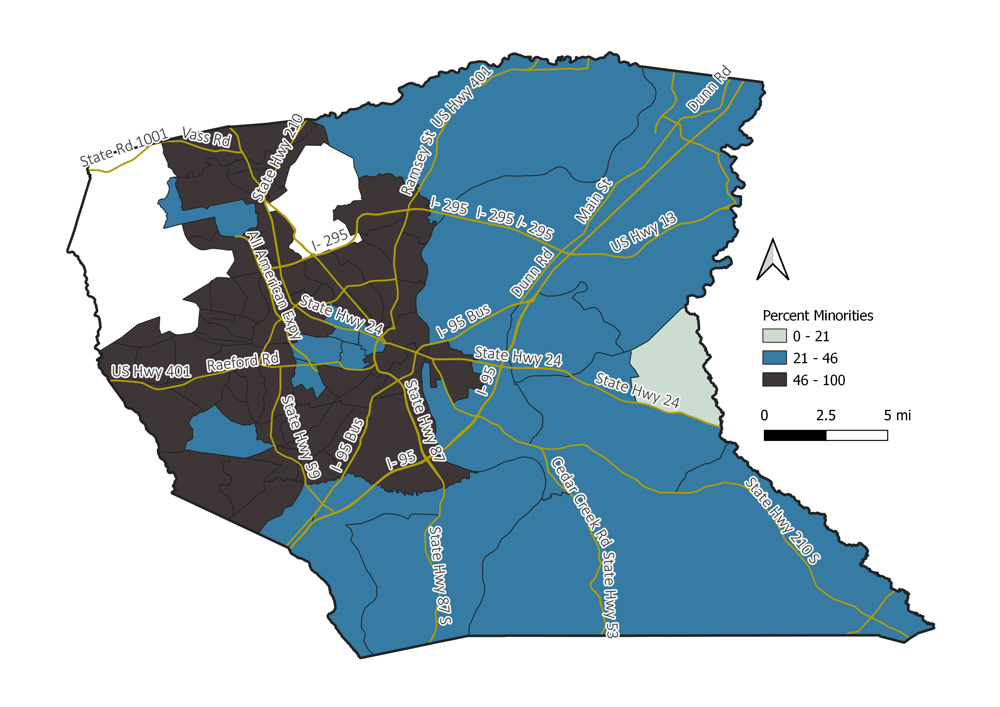 US Hwy 401
Dunn Rd
State Hwy 210
State Rd 1001
Vass Rd
Ramsey St
Main St
I- 295
I- 295
I- 295
I- 295
US Hwy 13
All American Expy
Dunn Rd
State Hwy 24
I- 95 Bus
Percent Minorities
0 - 21
21 - 46
46 - 100
State Hwy 24
Raeford Rd
US Hwy 401
I- 95
State Hwy 24
State Hwy 87
State Hwy 59
I- 95 Bus
0 2.5 5 mi
I- 95
Cedar Creek Rd
State Hwy 210 S
State Hwy 87 S
State Hwy 53